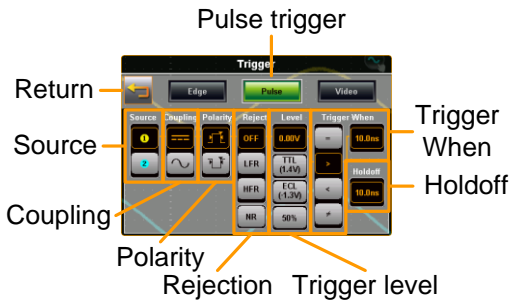 Pulse trigger
Trigger
Return
Edge
Pulse
Video
Source
Coupling
Polarity
Reject
Level
Trigger When
Source
1
OFF
0.00V
=
10.0ns
Trigger
When
2
LFR
TTL
(1.4V)
>
Holdoff
Holdoff
HFR
ECL
(-1.3V)
<
10.0ns
Coupling
NR
50%
≠
Polarity
Rejection
Trigger level